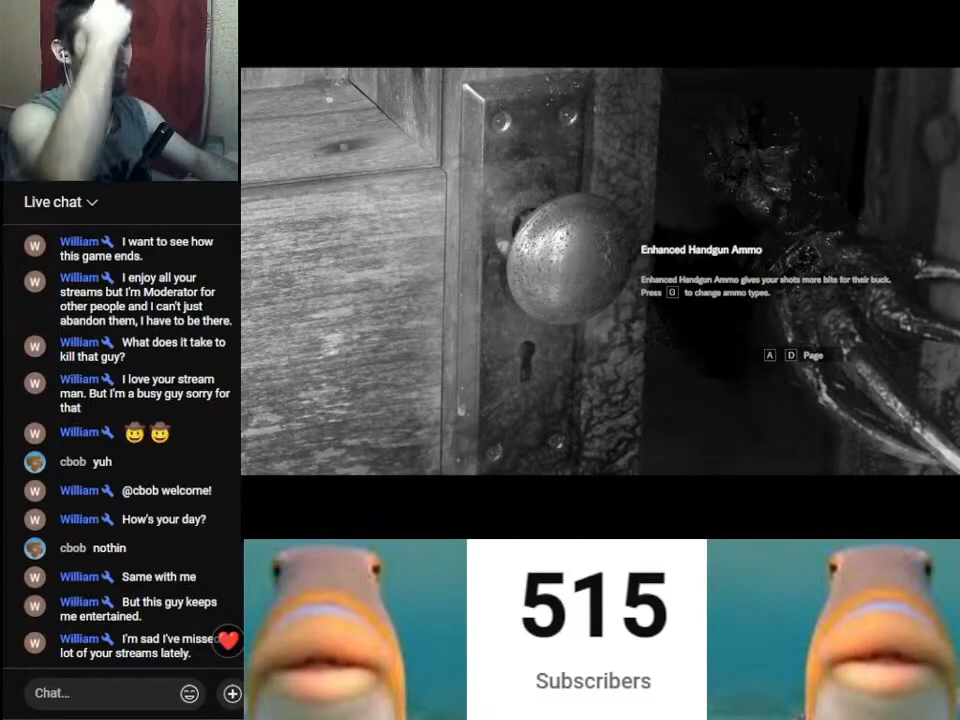 Live chat
W William I want to see how
this game ends.
W William I enjoy all your
streams but I'm Moderator for
other people and I can't just
abandon them, I have to be there.
W William What does it take to
kill that guy?
W William I love your stream
man. But I'm a busy guy sorry for
that
W William
cbob yuh
W William @cbob welcome!
W William How's your day?
cbob nothin
W William Same with me
W William But this guy keeps
me entertained.
W William I'm sad I've misse
lot of your streams lately.
Chat...
Enhanced Handgun Ammo
Enhanced Handgun Ammo gives your shots more bite for their buck.
Press G to change ammo types.
A D Page
515
Subscribers